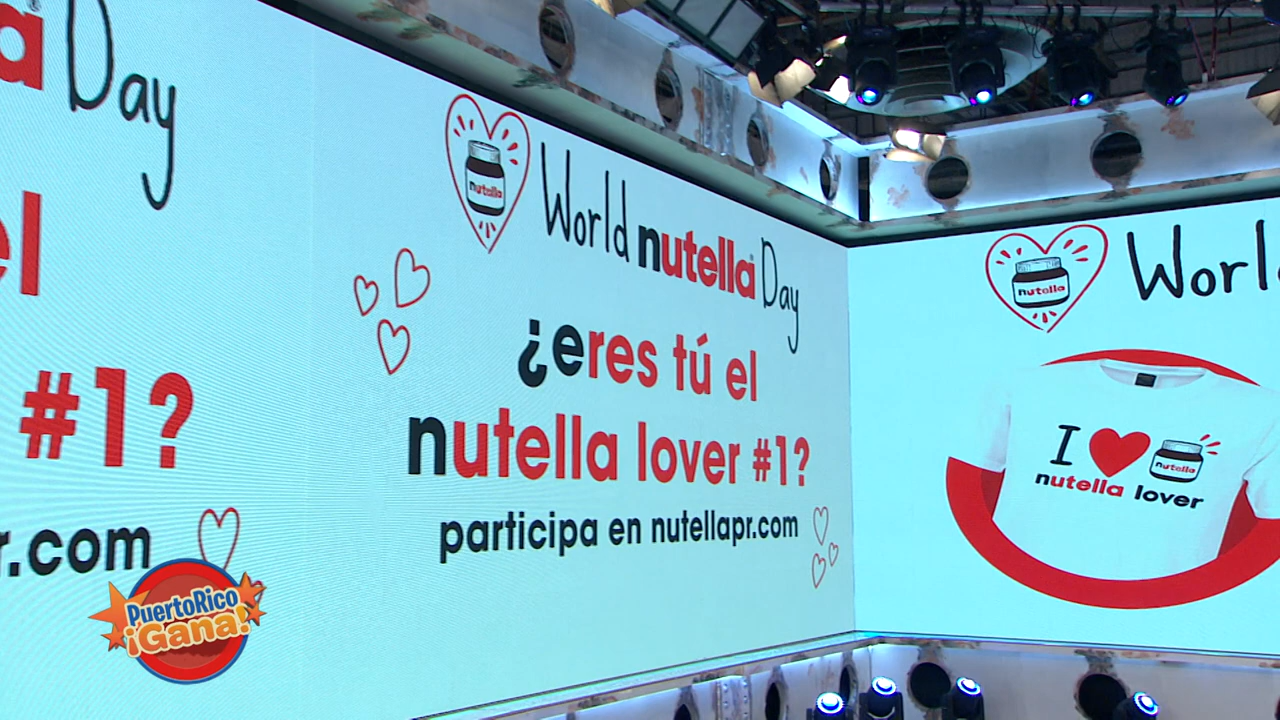 a Day
el
#1?
r.com
nutella
World nutella Day
¿eres tú el
nutella lover #1?
participa en nutellapr.com
nutella
Worl
I
nutella
nutella lover
PuertoRico
¡Gana!